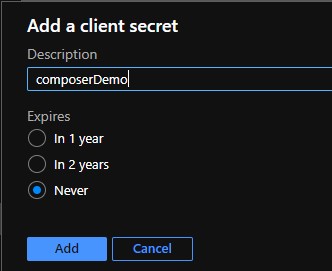 Add a client secret
Description
composerDemo
Expires
In 1 year
In 2 years
Never
Add
Cancel